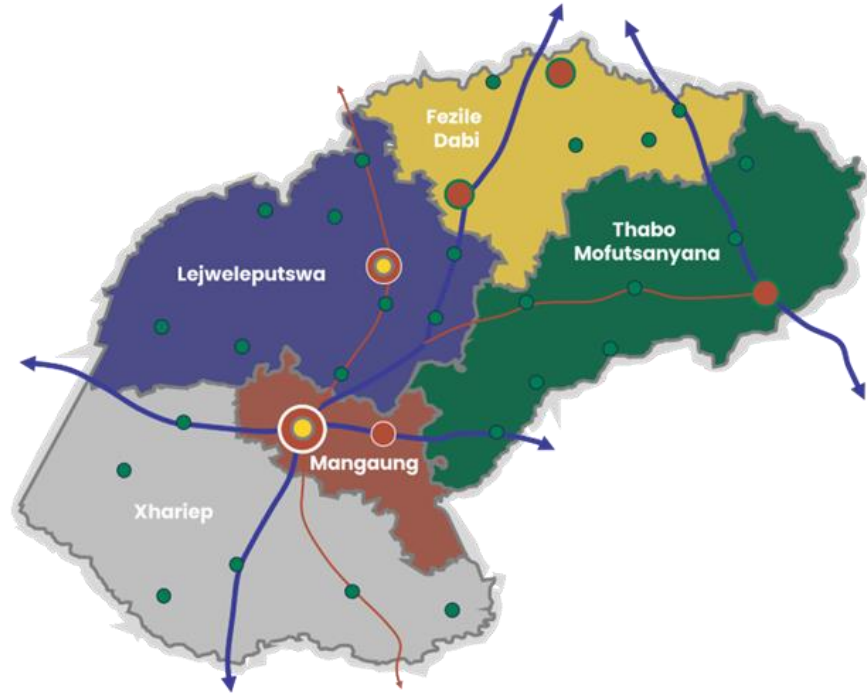 Fezile
Dabi
Thabo
Mofutsanyana
Lejweleputswa
Mangaung
Xhariep